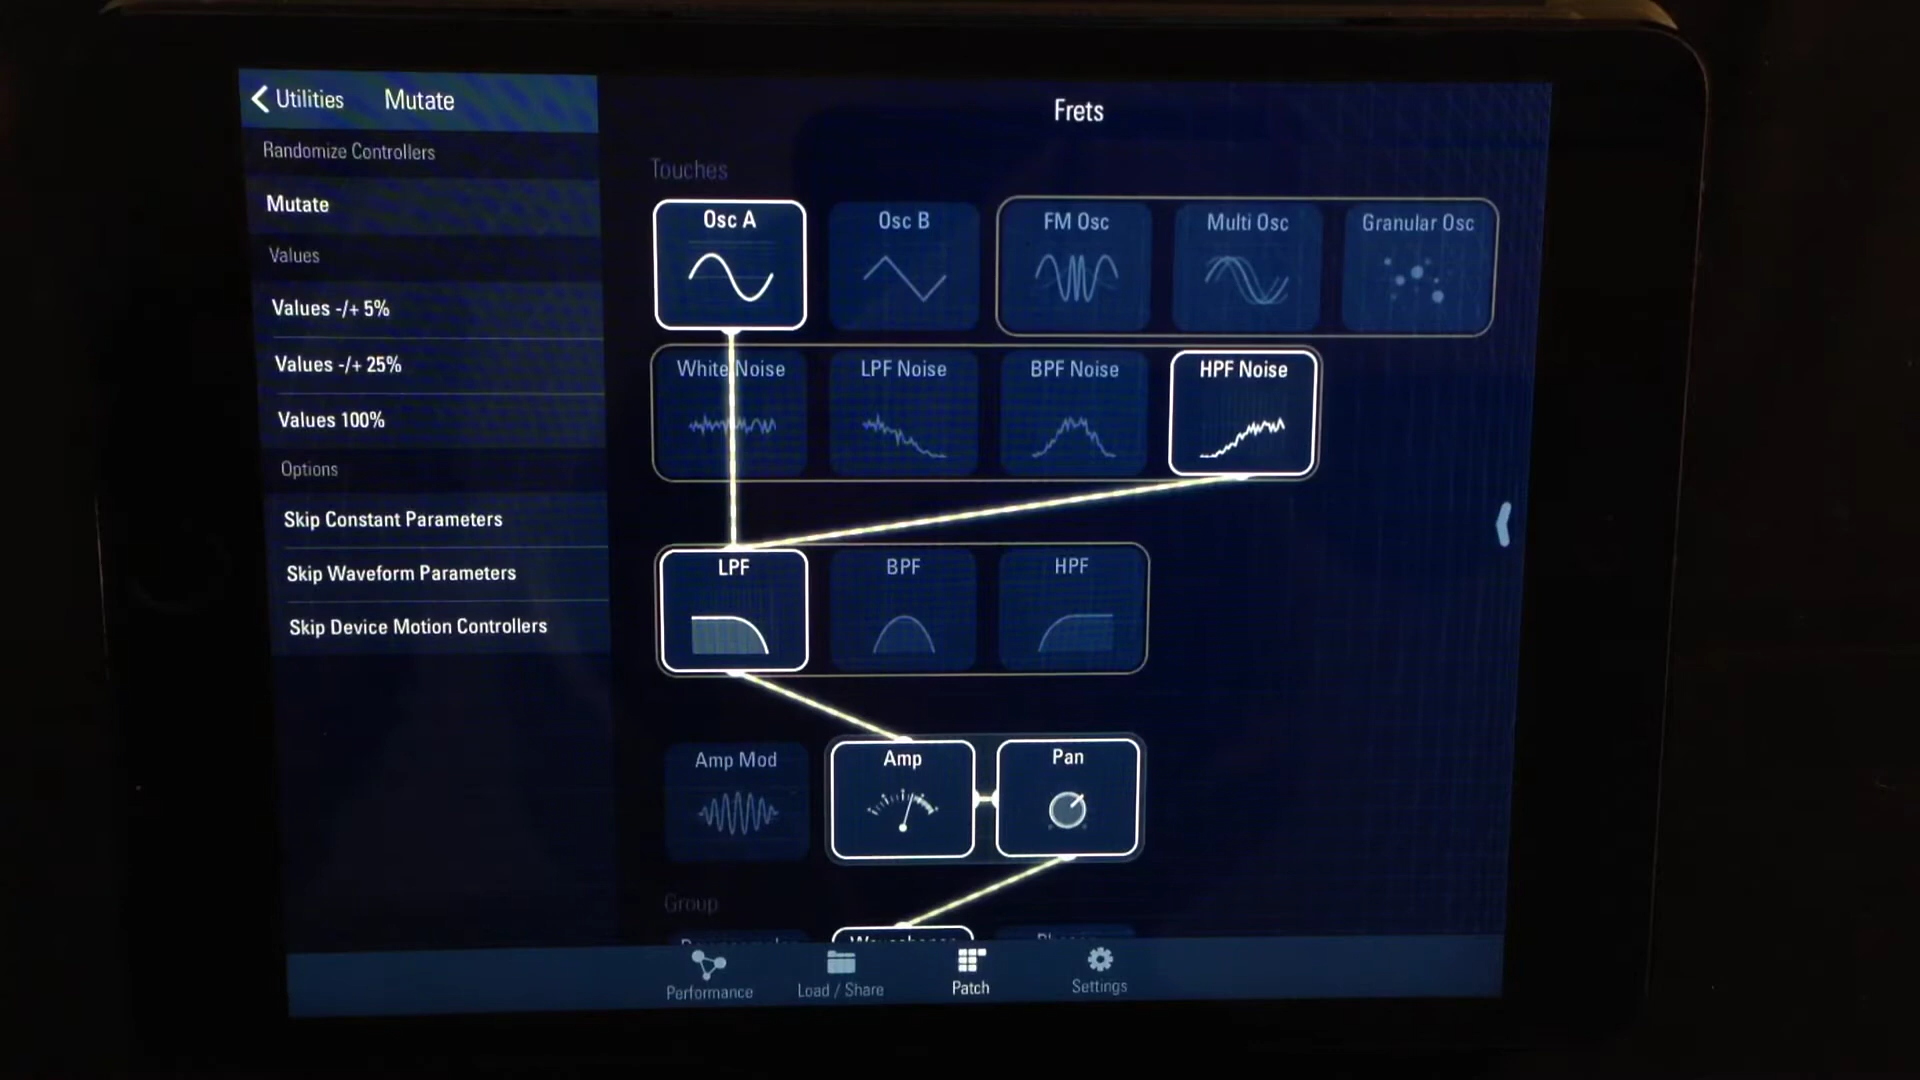 Utilities Mutate
Randomize Controllers
Mutate
Values
Values -/+ 5%
Values -/+ 25%
Values 100%
Options
Skip Constant Parameters
Skip Waveform Parameters
Skip Device Motion Controllers
Frets
Touches
Osc A Osc B FM Osc Multi Osc Granular Osc
White Noise LPF Noise BPF Noise HPF Noise
LPF BPF HPF
Amp Mod Amp Pan
Group
Performance Load / Share Patch Settings